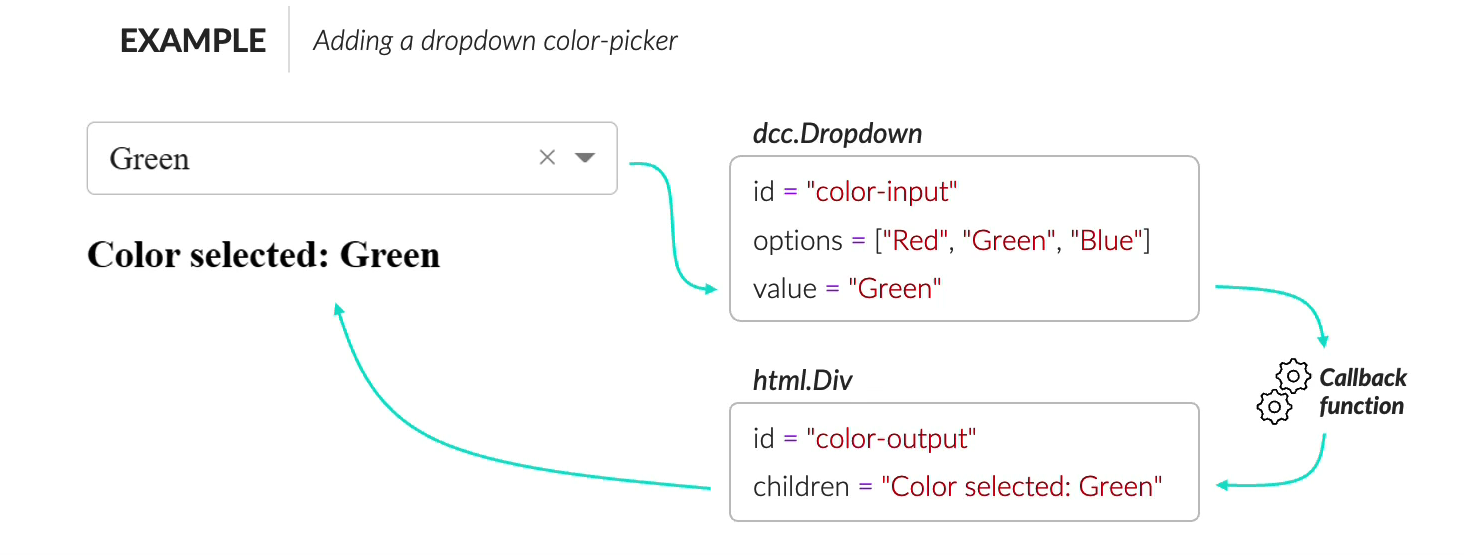 EXAMPLE
Adding a dropdown color-picker
Green
Color selected: Green
dcc.Dropdown
id = "color-input"
options = ["Red", "Green", "Blue"]
value = "Green"
html.Div
id = "color-output"
children = "Color selected: Green"
Callback
function